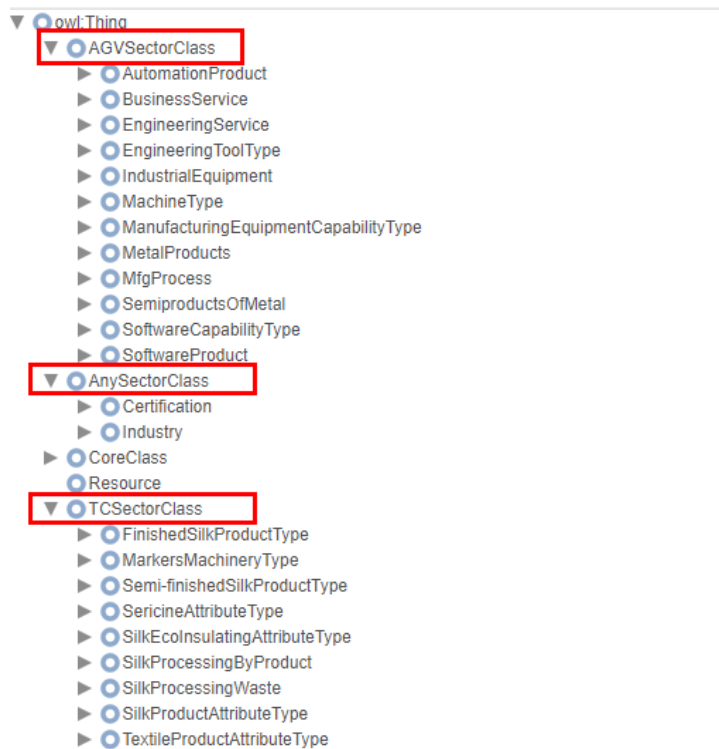 owl:Thing
AGVSectorClass
AutomationProduct
BusinessService
EngineeringService
EngineeringToolType
IndustrialEquipment
MachineType
ManufacturingEquipmentCapabilityType
MetalProducts
MfgProcess
SemiproductsOfMetal
SoftwareCapabilityType
SoftwareProduct
AnySectorClass
Certification
Industry
CoreClass
Resource
TCSectorClass
FinishedSilkProductType
MarkersMachineryType
Semi-finishedSilkProductType
SericineAttributeType
SilkEcoInsulatingAttributeType
SilkProcessingByProduct
SilkProcessingWaste
SilkProductAttributeType
TextileProductAttributeType